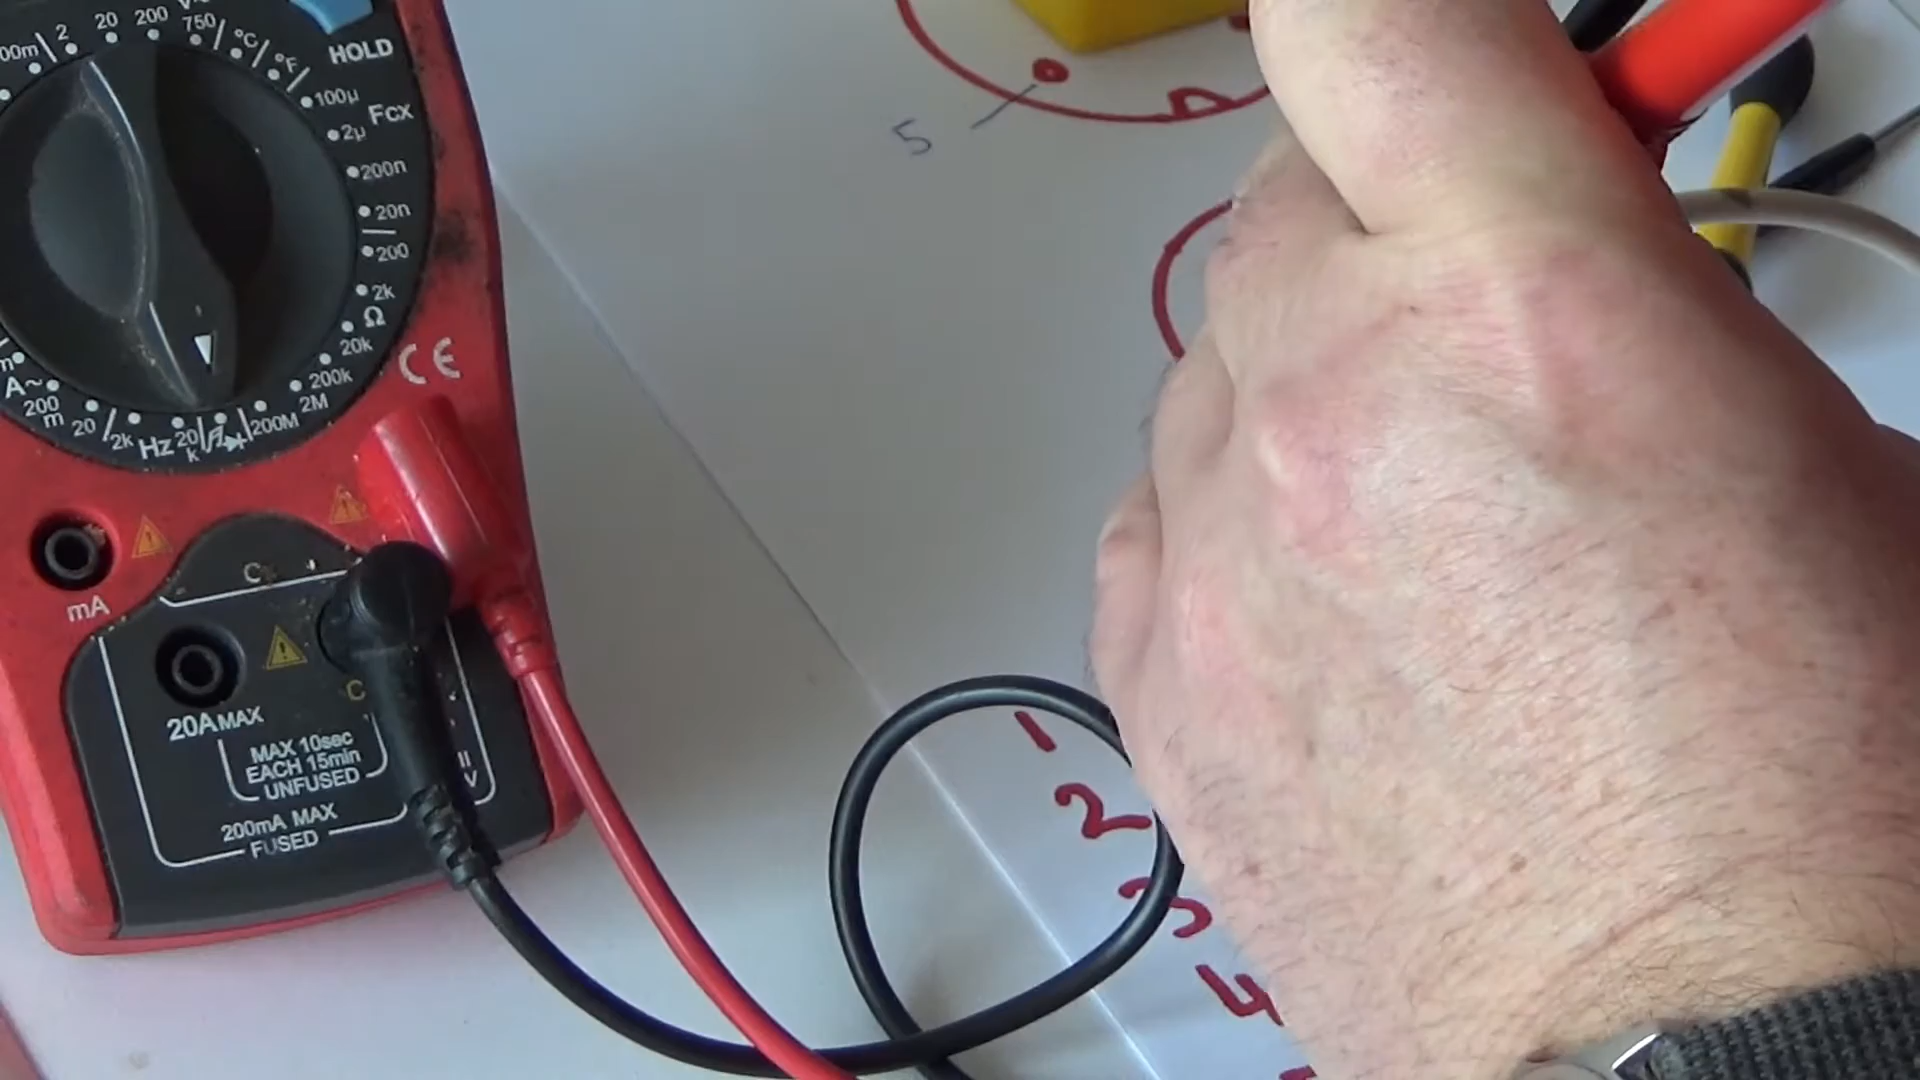 2
20
200
750
°C
°F
HOLD
100µ
Fcx
2µ
200n
20n
200
2k
Ω
20k
200k
2M
200M
20
k
Hz
2k
20
200
m
A~
CE
mA
20A MAX
MAX 10sec
EACH 15min
UNFUSED
200mA MAX
FUSED
5
1
2
3
4